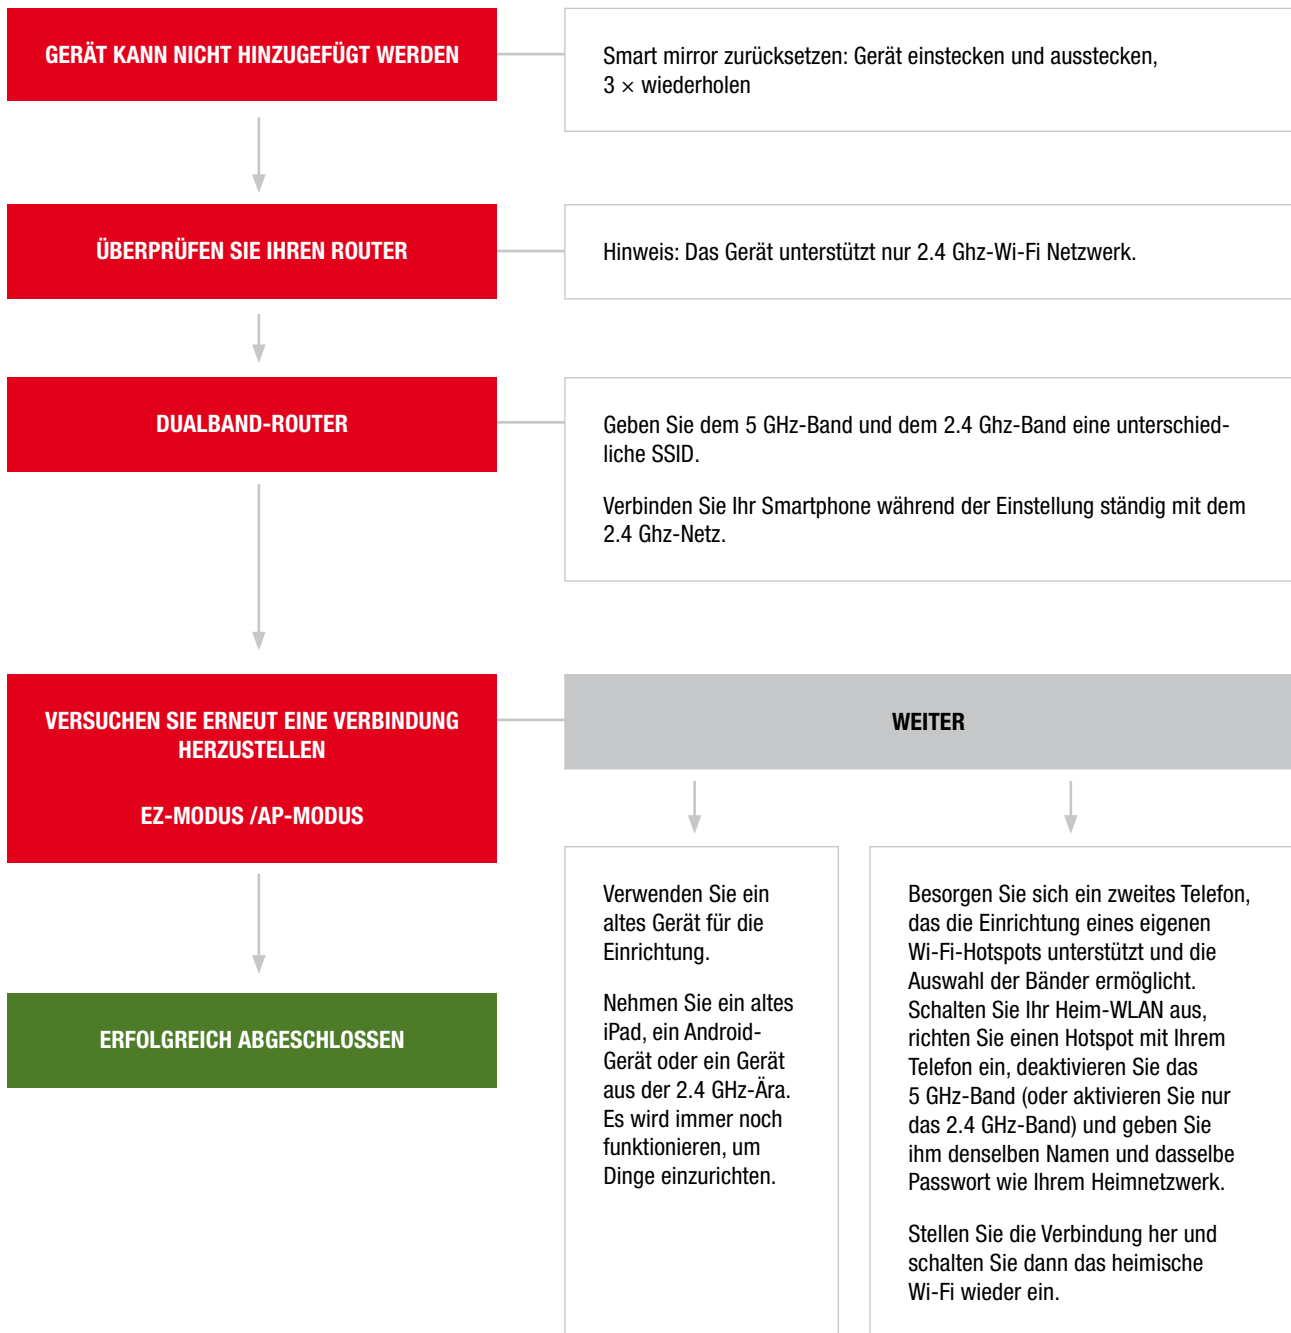 GERÄT KANN NICHT HINZUGEFÜGT WERDEN
Smart mirror zurücksetzen: Gerät einstecken und ausstecken,
3 × wiederholen
ÜBERPRÜFEN SIE IHREN ROUTER
Hinweis: Das Gerät unterstützt nur 2.4 Ghz-Wi-Fi Netzwerk.
DUALBAND-ROUTER
Geben Sie dem 5 GHz-Band und dem 2.4 Ghz-Band eine unterschied-
liche SSID.
Verbinden Sie Ihr Smartphone während der Einstellung ständig mit dem
2.4 Ghz-Netz.
VERSUCHEN SIE ERNEUT EINE VERBINDUNG
HERZUSTELLEN
EZ-MODUS /AP-MODUS
WEITER
Verwenden Sie ein
altes Gerät für die
Einrichtung.
Nehmen Sie ein altes
iPad, ein Android-
Gerät oder ein Gerät
aus der 2.4 GHz-Ära.
Es wird immer noch
funktionieren, um
Dinge einzurichten.
Besorgen Sie sich ein zweites Telefon,
das die Einrichtung eines eigenen
Wi-Fi-Hotspots unterstützt und die
Auswahl der Bänder ermöglicht.
Schalten Sie Ihr Heim-WLAN aus,
richten Sie einen Hotspot mit Ihrem
Telefon ein, deaktivieren Sie das
5 GHz-Band (oder aktivieren Sie nur
das 2.4 GHz-Band) und geben Sie
ihm denselben Namen und dasselbe
Passwort wie Ihrem Heimnetzwerk.
Stellen Sie die Verbindung her und
schalten Sie dann das heimische
Wi-Fi wieder ein.
ERFOLGREICH ABGESCHLOSSEN